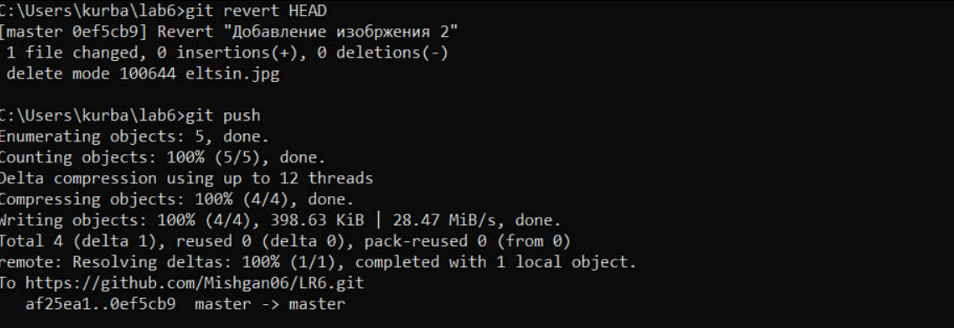 C:\Users\kurba\lab6>git revert HEAD
[master 0ef5cb9] Revert "Добавление изобржения 2"
1 file changed, 0 insertions(+), 0 deletions(-)
delete mode 100644 eltsin.jpg
C:\Users\kurba\lab6>git push
Enumerating objects: 5, done.
Counting objects: 100% (5/5), done.
Delta compression using up to 12 threads
Compressing objects: 100% (4/4), done.
Writing objects: 100% (4/4), 398.63 KiB | 28.47 MiB/s, done.
Total 4 (delta 1), reused 0 (delta 0), pack-reused 0 (from 0)
remote: Resolving deltas: 100% (1/1), completed with 1 local object.
To https://github.com/Mishgan06/LR6.git
af25ea1..0ef5cb9  master -> master